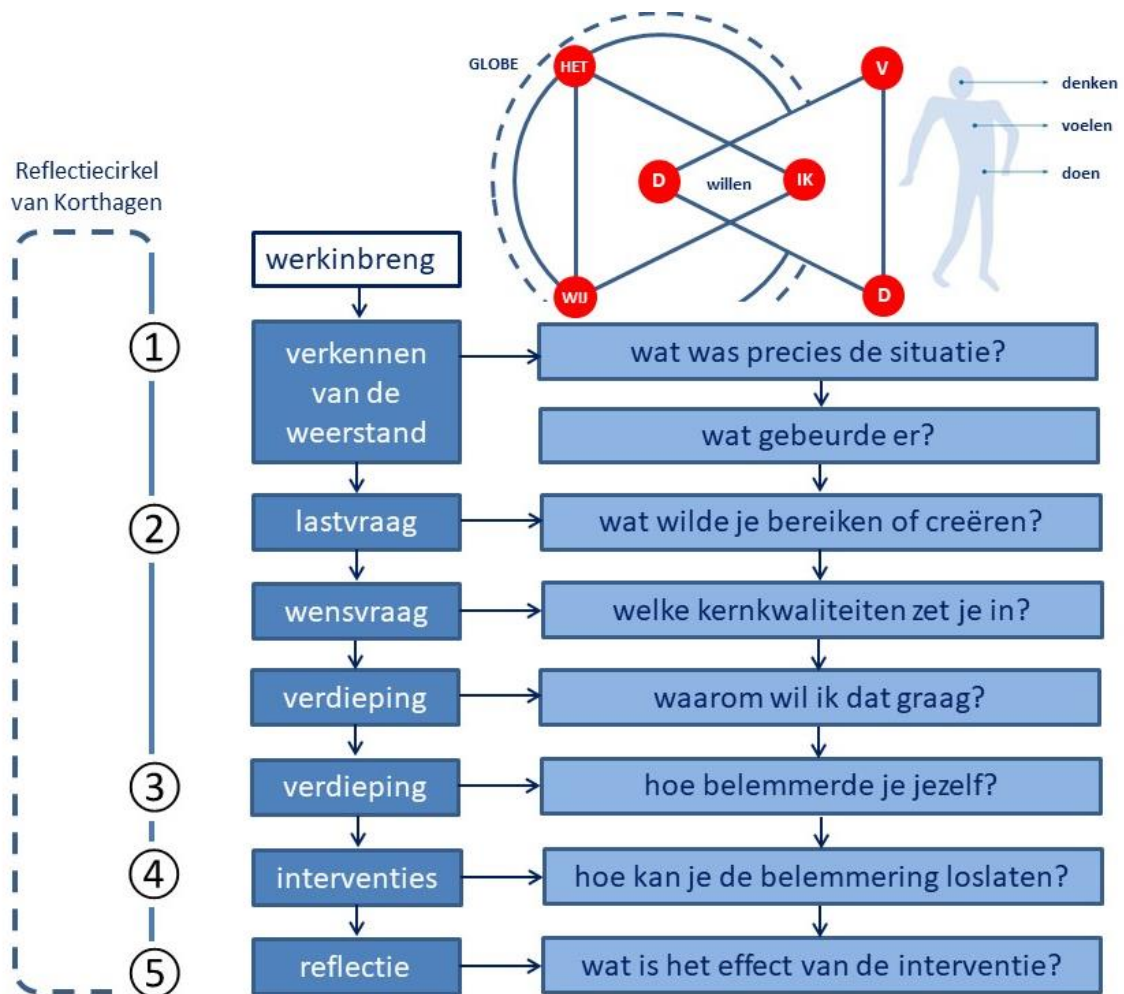 GLOBE
HET
V
denken
voelen
D
willen
IK
doen
WIJ
D
Reflectiecirkel
van Korthagen
werkinbreng
1
verkennen
van de
weerstand
wat was precies de situatie?
wat gebeurde er?
2
lastvraag
wat wilde je bereiken of creëren?
wensvraag
welke kernkwaliteiten zet je in?
verdieping
waarom wil ik dat graag?
3
verdieping
hoe belemmerde je jezelf?
4
interventies
hoe kan je de belemmering loslaten?
5
reflectie
wat is het effect van de interventie?